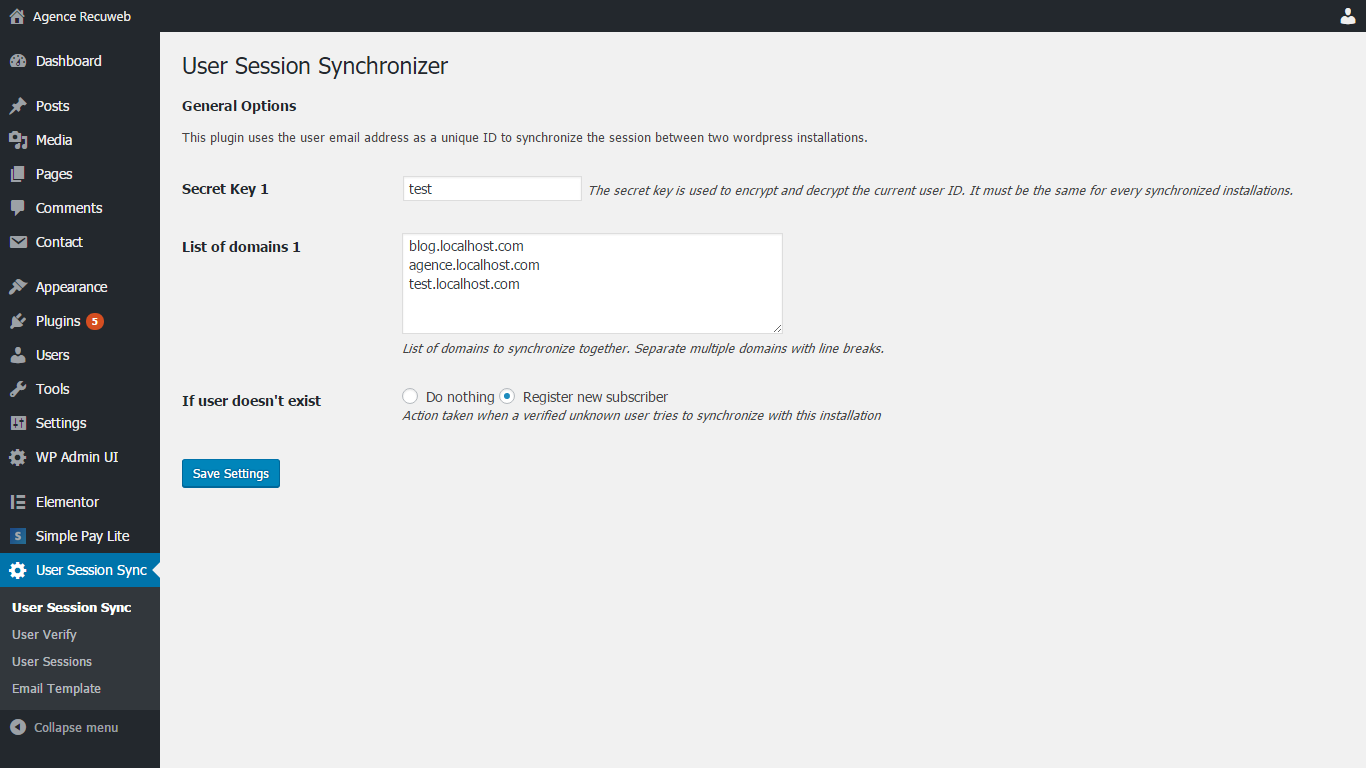 Agence Recuweb
Dashboard
Posts
Media
Pages
Comments
Contact
Appearance
Plugins 5
Users
Tools
Settings
WP Admin UI
Elementor
S Simple Pay Lite
User Session Sync
User Session Sync
User Verify
User Sessions
Email Template
Collapse menu
User Session Synchronizer
General Options
This plugin uses the user email address as a unique ID to synchronize the session between two wordpress installations.
Secret Key 1 test The secret key is used to encrypt and decrypt the current user ID. It must be the same for every synchronized installations.
List of domains 1 blog.localhost.com
agence.localhost.com
test.localhost.com
List of domains to synchronize together. Separate multiple domains with line breaks.
If user doesn't exist Do nothing Register new subscriber
Action taken when a verified unknown user tries to synchronize with this installation
Save Settings